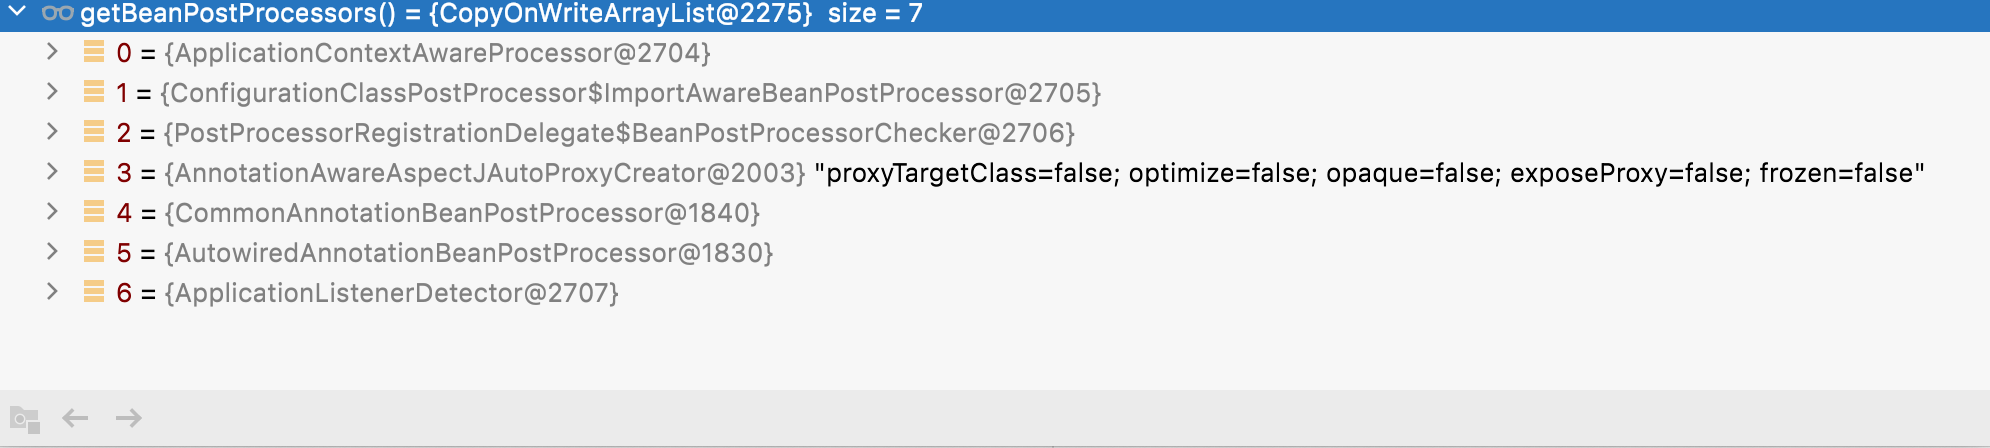 getBeanPostProcessors() = {CopyOnWriteArrayList@2275} size = 7
0 = {ApplicationContextAwareProcessor@2704}
1 = {ConfigurationClassPostProcessor$ImportAwareBeanPostProcessor@2705}
2 = {PostProcessorRegistrationDelegate$BeanPostProcessorChecker@2706}
3 = {AnnotationAwareAspectJAutoProxyCreator@2003} "proxyTargetClass=false; optimize=false; opaque=false; exposeProxy=false; frozen=false"
4 = {CommonAnnotationBeanPostProcessor@1840}
5 = {AutowiredAnnotationBeanPostProcessor@1830}
6 = {ApplicationListenerDetector@2707}